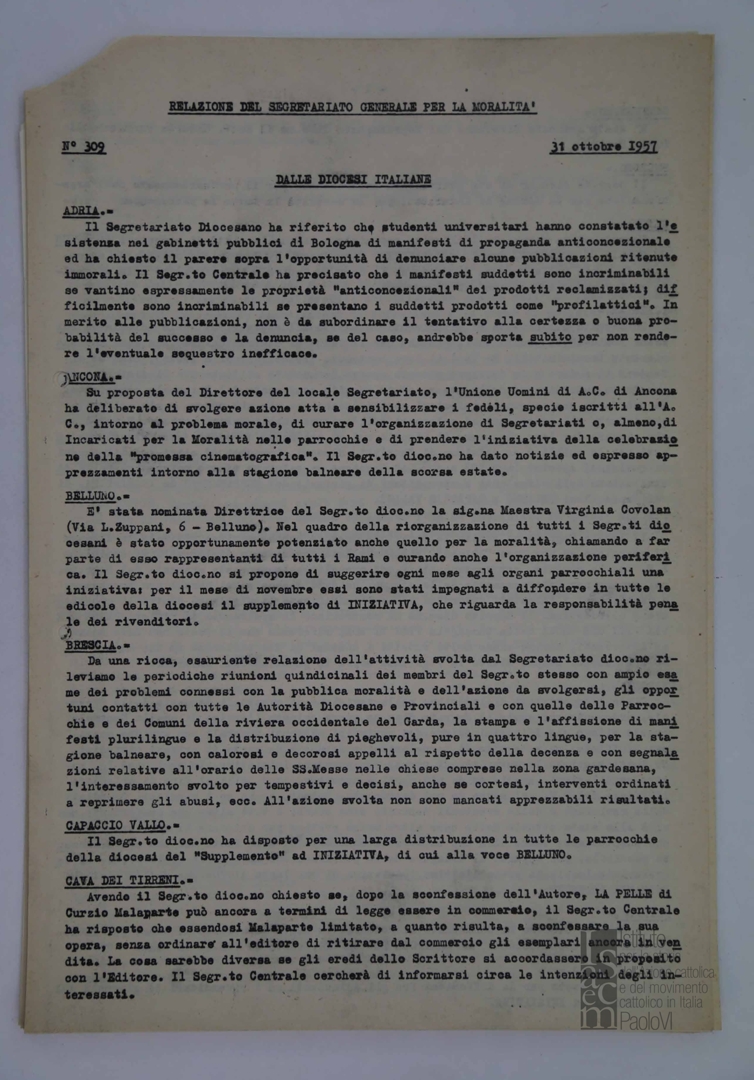 RELAZIONE DEL SEGRETARIATO GENERALE PER LA MORALITA'
N° 309 31 ottobre 1957
DALLE DIOCESI ITALIANE
ADRIA.=
Il Segretariato Diocesano ha riferito che studenti universitari hanno constatato l'e
sistenza nei gabinetti pubblici di Bologna di manifesti di propaganda anticoncezionale
ed ha chiesto il parere sopra l'opportunità di denunciare alcune pubblicazioni ritenute
immorali. Il Segr.to Centrale ha precisato che i manifesti suddetti sono incriminabili
se vantino espressamente le proprietà "anticoncezionali" dei prodotti reclamizzati; dif
ficilmente sono incriminabili se presentano i suddetti prodotti come "profilattici". In
merito alle pubblicazioni, non è da subordinare il tentativo alla certezza o buona pro-
babilità del successo e la denuncia, se del caso, andrebbe sporta subito per non rende-
re l'eventuale sequestro inefficace.
ANCONA.=
Su proposta del Direttore del locale Segretariato, l'Unione Uomini di A.C. di Ancona
ha deliberato di svolgere azione atta a sensibilizzare i fedeli, specie iscritti all'A.
C., intorno al problema morale, di curare l'organizzazione di Segretariati o, almeno,di
Incaricati per la Moralità nelle parrocchie e di prendere l'iniziativa della celebrazio
ne della "promessa cinematografica". Il Segr.to dioc.no ha dato notizie ed espresso ap-
prezzamenti intorno alla stagione balneare della scorsa estate.
BELLUNO.=
E' stata nominata Direttrice del Segr.to dioc.no la sig.na Maestra Virginia Covolan
(Via L.Zuppani, 6 - Belluno). Nel quadro della riorganizzazione di tutti i Segr.ti dio
cesani è stato opportunamente potenziato anche quello per la moralità, chiamando a far
parte di esso rappresentanti di tutti i Rami e curando anche l'organizzazione periferi
ca. Il Segr.to dioc.no si propone di suggerire ogni mese agli organi parrocchiali una
iniziativa: per il mese di novembre essi sono stati impegnati a diffondere in tutte le
edicole della diocesi il supplemento di INIZIATIVA, che riguarda la responsabilità pena
le dei rivenditori.
BRESCIA.=
Da una ricca, esauriente relazione dell'attività svolta dal Segretariato dioc.no ri-
leviamo le periodiche riunioni quindicinali dei membri del Segr.to stesso con ampio esa
me dei problemi connessi con la pubblica moralità e dell'azione da svolgersi, gli oppor
tuni contatti con tutte le Autorità Diocesane e Provinciali e con quelle delle Parroc-
chie e dei Comuni della riviera occidentale del Garda, la stampa e l'affissione di mani
festi plurilingue e la distribuzione di pieghevoli, pure in quattro lingue, per la sta-
gione balneare, con calorosi e decorosi appelli al rispetto della decenza e con segnala
zioni relative all'orario delle SS.Messe nelle chiese comprese nella zona gardesana,
l'interessamento svolto per tempestivi e decisi, anche se cortesi, interventi ordinati
a reprimere gli abusi, ecc. All'azione svolta non sono mancati apprezzabili risultati.
CAPACCIO VALLO.=
Il Segr.to dioc.no ha disposto per una larga distribuzione in tutte le parrocchie
della diocesi del "Supplemento" ad INIZIATIVA, di cui alla voce BELLUNO.
CAVA DEI TIRRENI.=
Avendo il Segr.to dioc.no chiesto se, dopo la sconfessione dell'Autore, LA PELLE di
Curzio Malaparte può ancora a termini di legge essere in commercio, il Segr.to Centrale
ha risposto che essendosi Malaparte limitato, a quanto risulta, a sconfessare la sua
opera, senza ordinare all'editore di ritirare dal commercio gli esemplari ancora in ven
dita. La cosa sarebbe diversa se gli eredi dello Scrittore si accordassero in proposito
con l'Editore. Il Segr.to Centrale cercherà di informarsi circa le intenzioni degli in-
teressati.
Istituto
cattolica
e del movimento
cattolico in Italia
PaoloVI